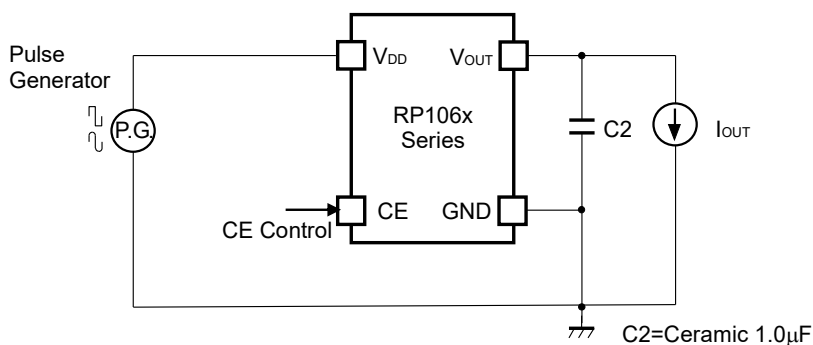 Pulse
Generator
P.G.
VDD
VOUT
RP106x
Series
C2
IOUT
CE
GND
CE Control
C2=Ceramic 1.0μF